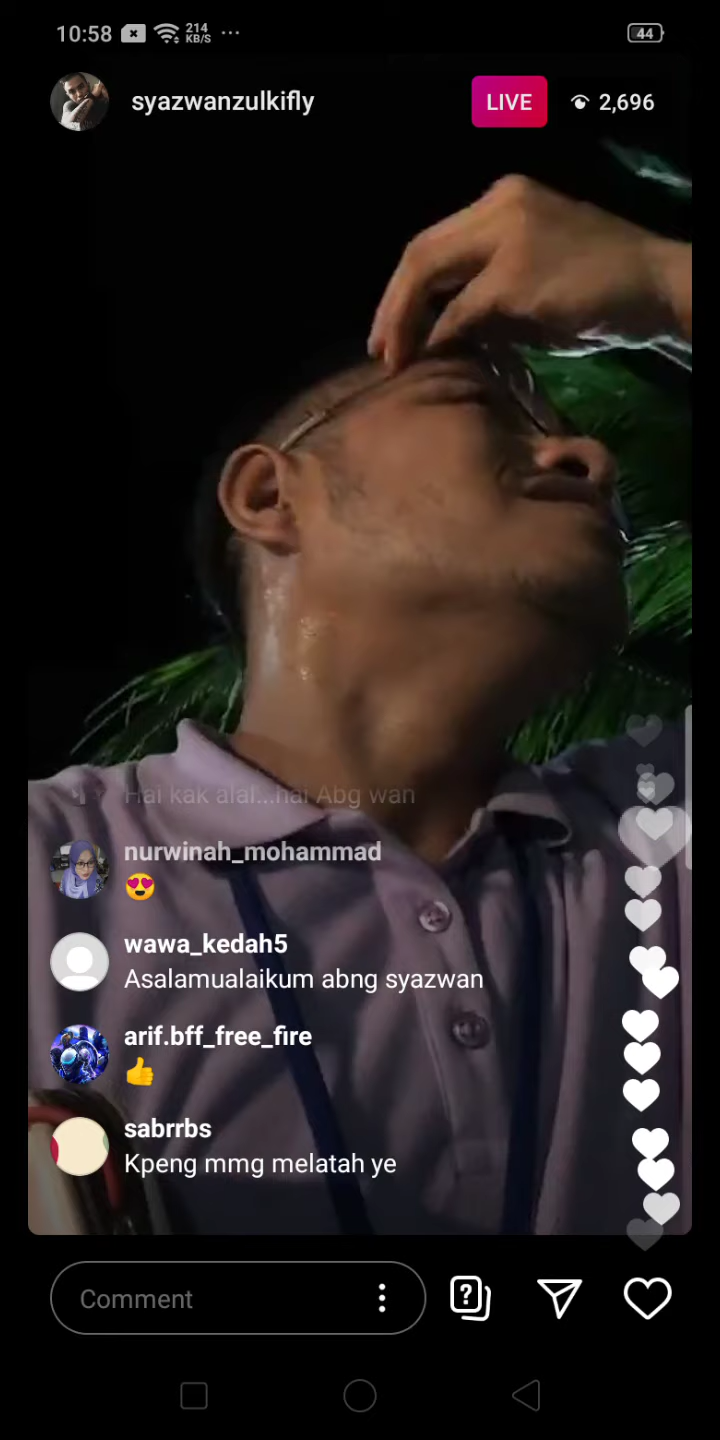 10:58
214
KB/S
44
syazwanzulkifly
LIVE
2,696
Hai kak alal...hai Abg wan
nurwinah_mohammad
😍
wawa_kedah5
Asalamualaikum abng syazwan
arif.bff_free_fire
👍
sabrrbs
Kpeng mmg melatah ye
Comment